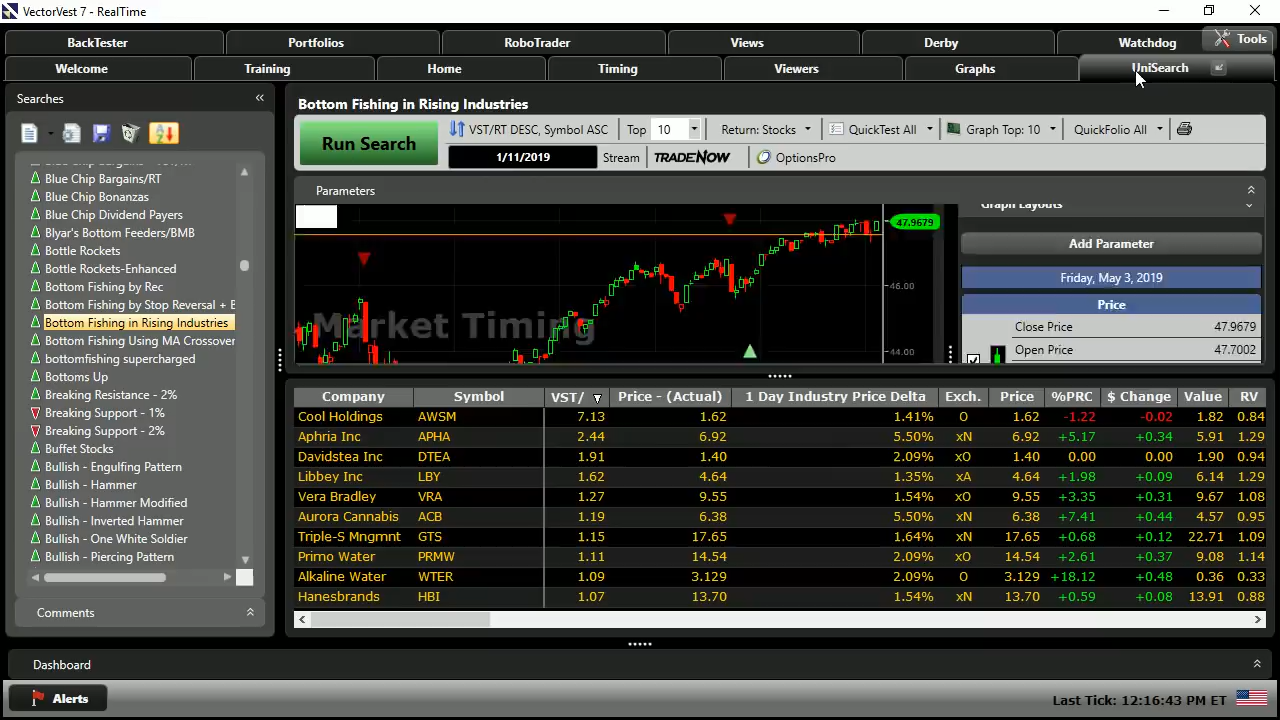 VectorVest 7 - RealTime
BackTester Portfolios RoboTrader Views Derby Watchdog Tools
Welcome Training Home Timing Viewers Graphs UniSearch
Searches
Blue Chip Bargains/RT
Blue Chip Bonanzas
Blue Chip Dividend Payers
Blyar's Bottom Feeders/BMB
Bottle Rockets
Bottle Rockets-Enhanced
Bottom Fishing by Rec
Bottom Fishing by Stop Reversal +
Bottom Fishing in Rising Industries
Bottom Fishing Using MA Crossover
bottomfishing supercharged
Bottoms Up
Breaking Resistance - 2%
Breaking Support - 1%
Breaking Support - 2%
Buffet Stocks
Bullish - Engulfing Pattern
Bullish - Hammer
Bullish - Hammer Modified
Bullish - Inverted Hammer
Bullish - One White Soldier
Bullish - Piercing Pattern
Comments
Bottom Fishing in Rising Industries
Run Search
VST/RT DESC, Symbol ASC Top 10 Return: Stocks QuickTest All Graph Top: 10 QuickFolio All
1/11/2019 Stream TRADENOW OptionsPro
Parameters
Market Timing
47.9679
46.00
44.00
Graph Layouts
Add Parameter
Friday, May 3, 2019
Price
Close Price 47.9679
Open Price 47.7002
Company Symbol VST/ Price - (Actual) 1 Day Industry Price Delta Exch. Price %PRC $ Change Value RV
Cool Holdings AWSM 7.13 1.62 1.41% O 1.62 -1.22 -0.02 1.82 0.84
Aphria Inc APHA 2.44 6.92 5.50% xN 6.92 +5.17 +0.34 5.91 1.29
Davidstea Inc DTEA 1.91 1.40 2.09% xO 1.40 0.00 0.00 1.90 0.94
Libbey Inc LBY 1.62 4.64 1.35% xA 4.64 +1.98 +0.09 6.14 1.29
Vera Bradley VRA 1.27 9.55 1.54% xO 9.55 +3.35 +0.31 9.67 1.08
Aurora Cannabis ACB 1.19 6.38 5.50% xN 6.38 +7.41 +0.44 4.57 0.95
Triple-S Mngmnt GTS 1.15 17.65 1.64% xN 17.65 +0.68 +0.12 22.71 1.09
Primo Water PRMW 1.11 14.54 2.09% xO 14.54 +2.61 +0.37 9.08 1.14
Alkaline Water WTER 1.09 3.129 2.09% O 3.129 +18.12 +0.48 0.36 0.33
Hanesbrands HBI 1.07 13.70 1.54% xN 13.70 +0.59 +0.08 13.91 0.88
Dashboard
Alerts
Last Tick: 12:16:43 PM ET